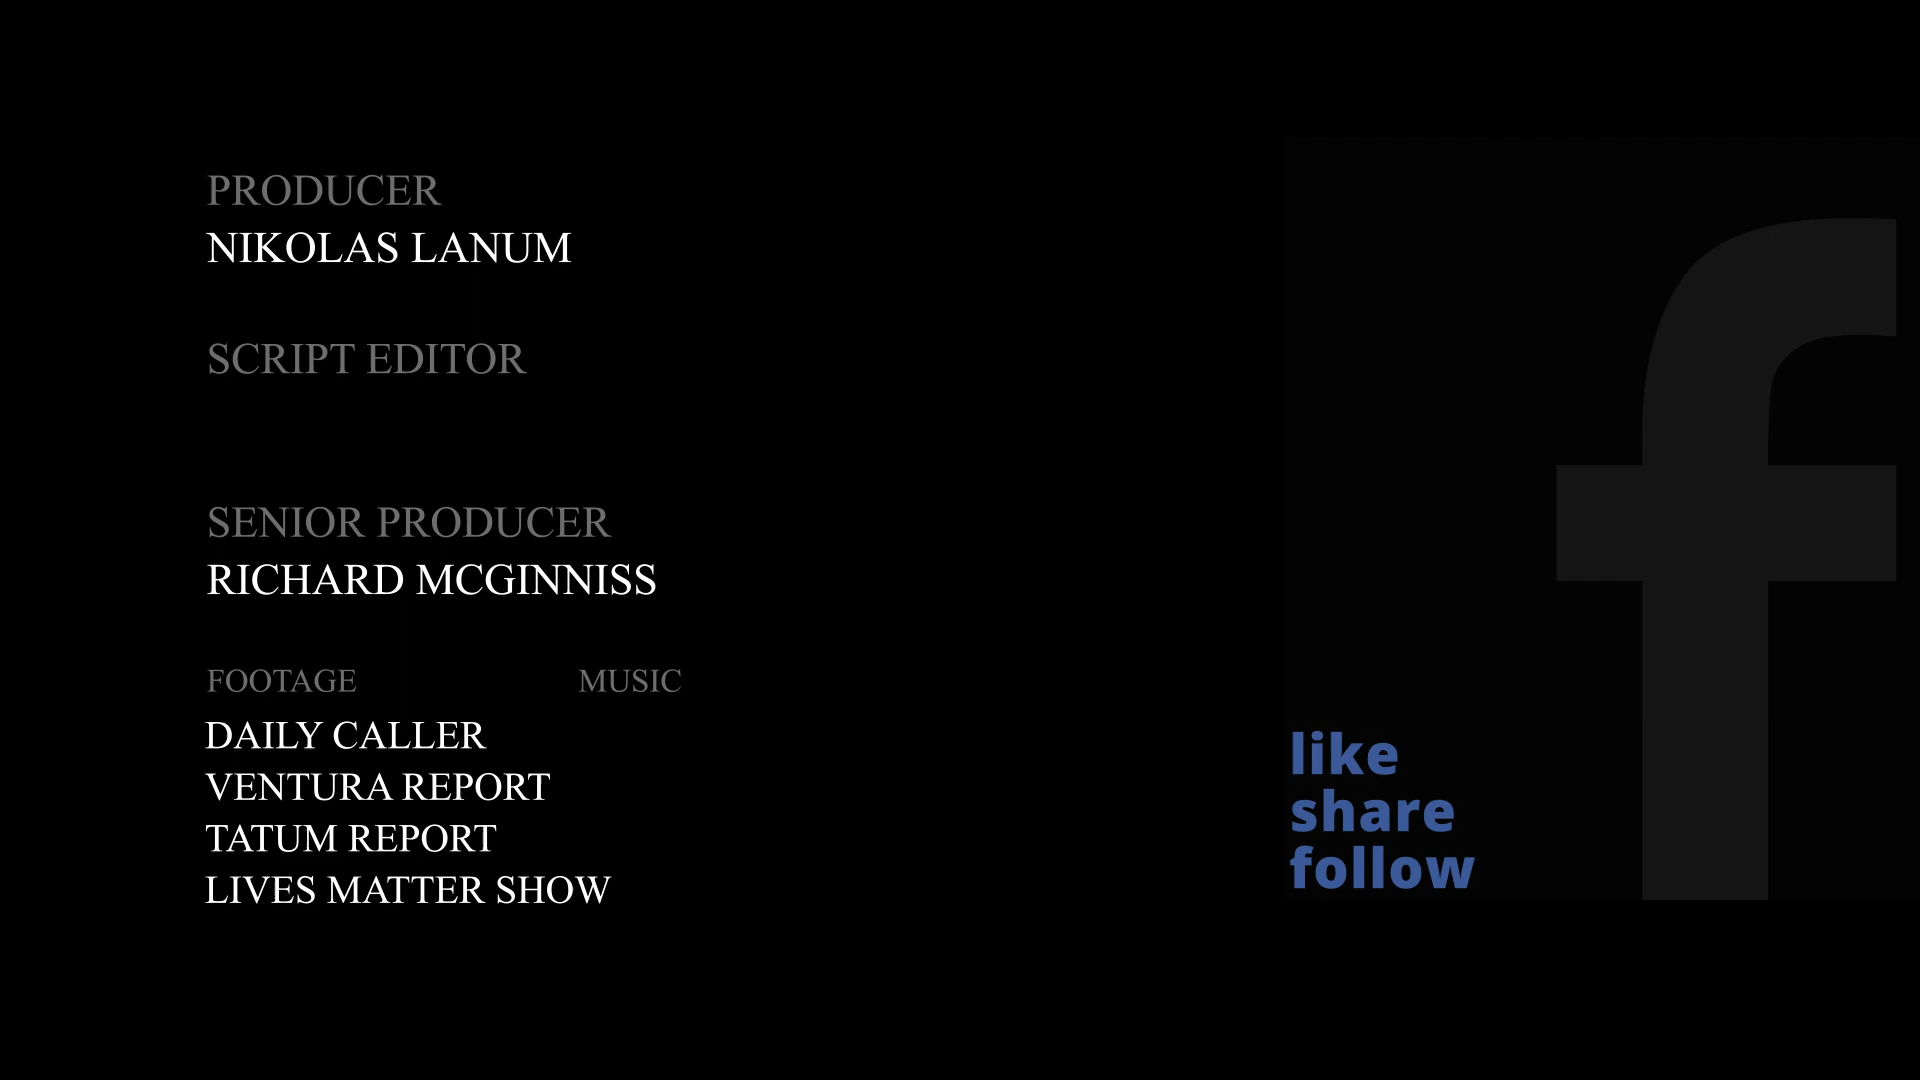 PRODUCER
NIKOLAS LANUM
SCRIPT EDITOR
SENIOR PRODUCER
RICHARD MCGINNISS
FOOTAGE
DAILY CALLER
VENTURA REPORT
TATUM REPORT
LIVES MATTER SHOW
MUSIC
like
share
follow
f